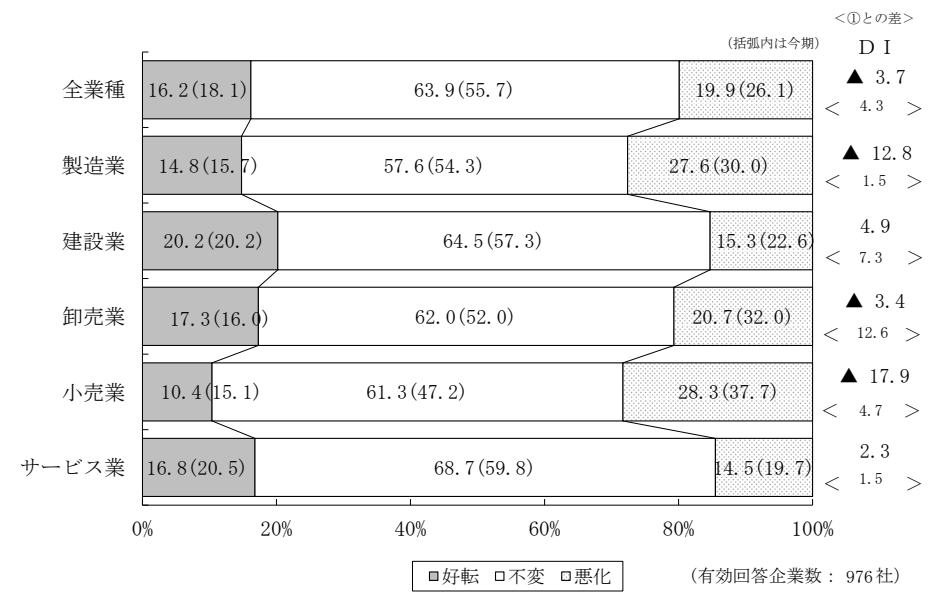 ＜①との差＞
(括弧内は今期)
ＤＩ
全業種 16.2(18.1) 63.9(55.7) 19.9(26.1) ▲ 3.7
＜ 4.3 ＞
製造業 14.8(15.7) 57.6(54.3) 27.6(30.0) ▲ 12.8
＜ 1.5 ＞
建設業 20.2(20.2) 64.5(57.3) 15.3(22.6) 4.9
＜ 7.3 ＞
卸売業 17.3(16.0) 62.0(52.0) 20.7(32.0) ▲ 3.4
＜ 12.6 ＞
小売業 10.4(15.1) 61.3(47.2) 28.3(37.7) ▲ 17.9
＜ 4.7 ＞
サービス業 16.8(20.5) 68.7(59.8) 14.5(19.7) 2.3
＜ 1.5 ＞
0% 20% 40% 60% 80% 100%
好転 不変 悪化 (有効回答企業数：976社)